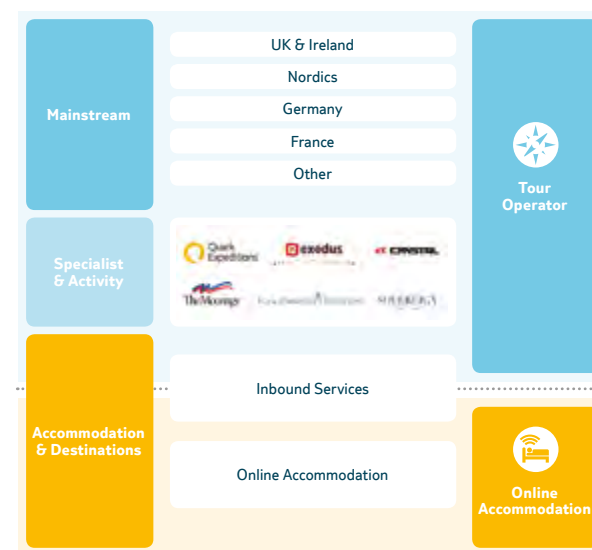 Mainstream
UK & Ireland
Nordics
Germany
France
Other
Tour
Operator
Specialist
& Activity
Quark
Expeditions
exodus
CRYSTAL
The Moorings
Accommodation
& Destinations
Inbound Services
Online Accommodation
Online
Accommodation